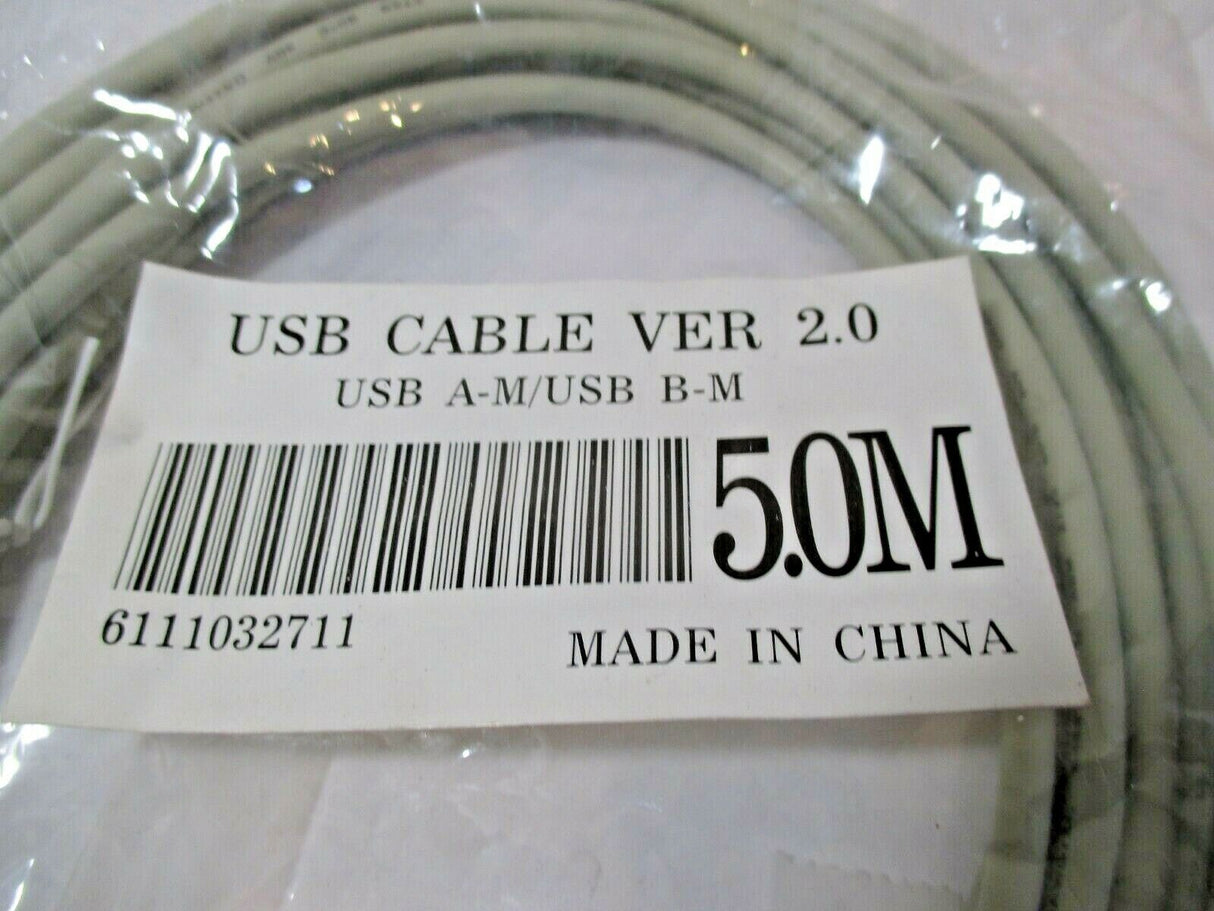 USB CABLE VER 2.0
USB A-M/USB B-M
5.0M
6111032711
MADE IN CHINA